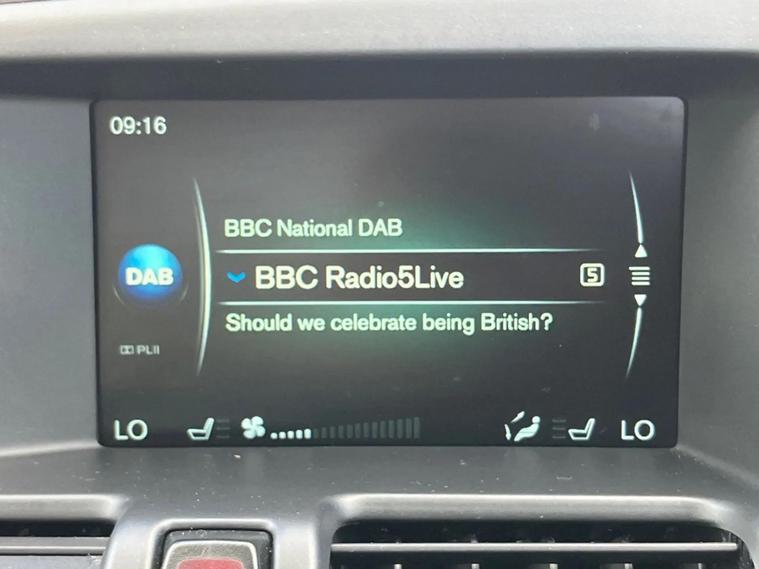 09:16
BBC National DAB
DAB
BBC Radio5Live
5
Should we celebrate being British?
PLII
LO
LO